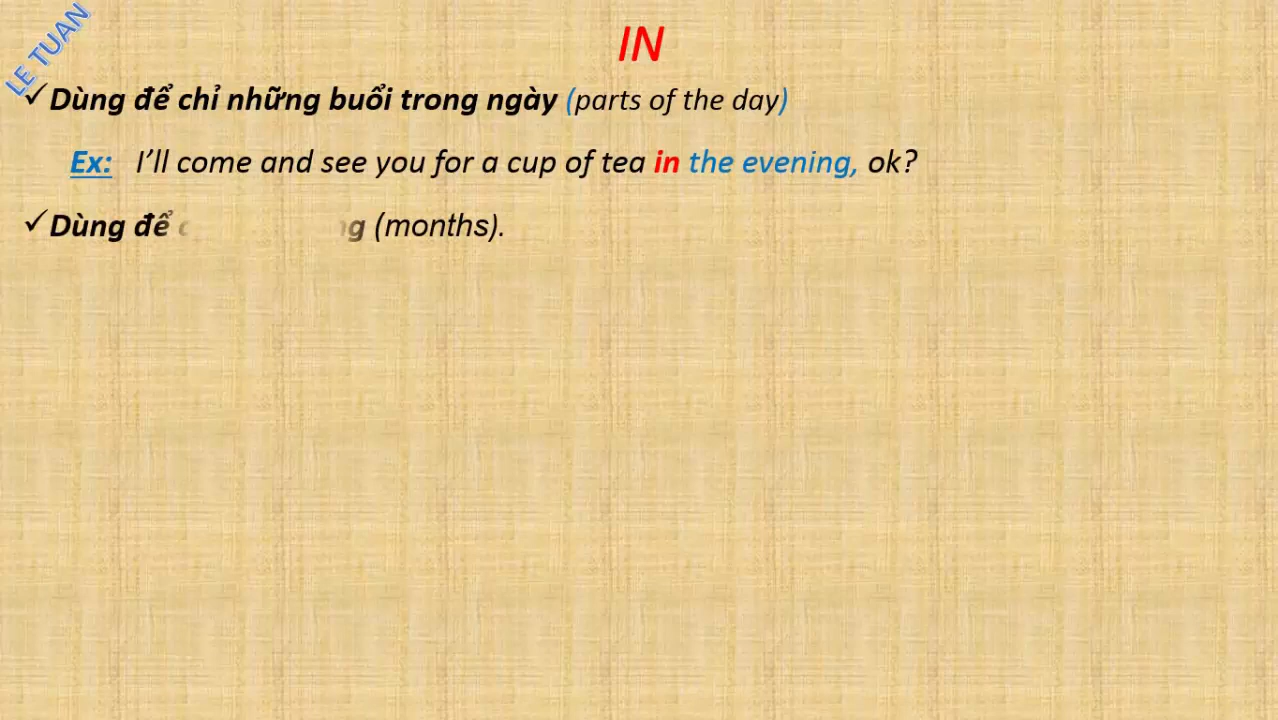 LE TUAN
IN
✓Dùng để chỉ những buổi trong ngày (parts of the day)
Ex: I’ll come and see you for a cup of tea in the evening, ok?
✓Dùng để (months).